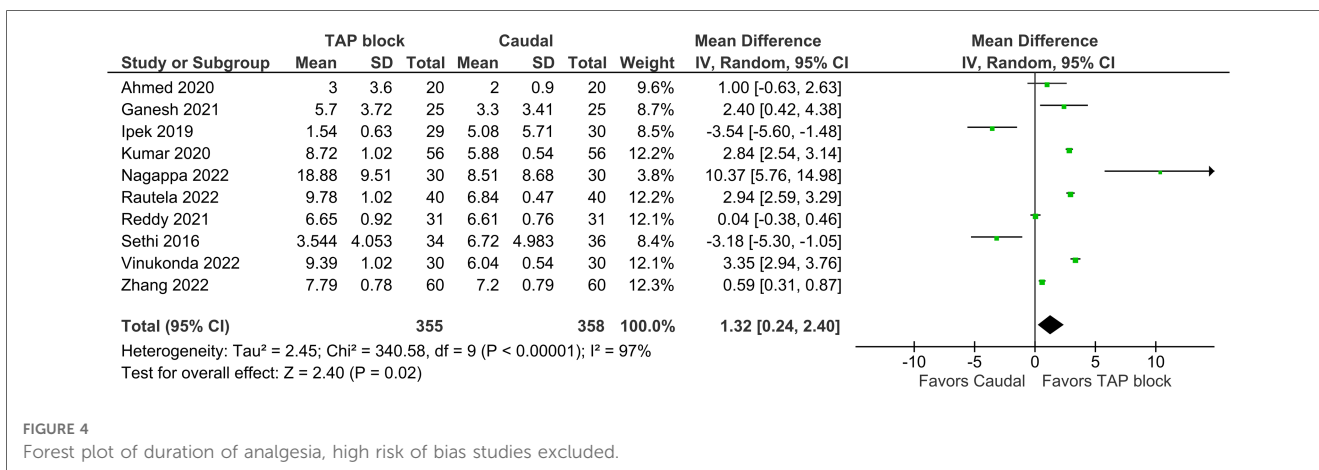 TAP block Caudal Mean Difference Mean Difference
Study or Subgroup Mean SD Total Mean SD Total Weight IV, Random, 95% CI IV, Random, 95% CI
Ahmed 2020 3 3.6 20 2 0.9 20 9.6% 1.00 [-0.63, 2.63]
Ganesh 2021 5.7 3.72 25 3.3 3.41 25 8.7% 2.40 [0.42, 4.38]
Ipek 2019 1.54 0.63 29 5.08 5.71 30 8.5% -3.54 [-5.60, -1.48]
Kumar 2020 8.72 1.02 56 5.88 0.54 56 12.2% 2.84 [2.54, 3.14]
Nagappa 2022 18.88 9.51 30 8.51 8.68 30 3.8% 10.37 [5.76, 14.98]
Rautela 2022 9.78 1.02 40 6.84 0.47 40 12.2% 2.94 [2.59, 3.29]
Reddy 2021 6.65 0.92 31 6.61 0.76 31 12.1% 0.04 [-0.38, 0.46]
Sethi 2016 3.544 4.053 34 6.72 4.983 36 8.4% -3.18 [-5.30, -1.05]
Vinukonda 2022 9.39 1.02 30 6.04 0.54 30 12.1% 3.35 [2.94, 3.76]
Zhang 2022 7.79 0.78 60 7.2 0.79 60 12.3% 0.59 [0.31, 0.87]
Total (95% CI) 355 358 100.0% 1.32 [0.24, 2.40]
Heterogeneity: Tau² = 2.45; Chi² = 340.58, df = 9 (P < 0.00001); I² = 97%
Test for overall effect: Z = 2.40 (P = 0.02)
-10 -5 0 5 10
Favors Caudal Favors TAP block
FIGURE 4
Forest plot of duration of analgesia, high risk of bias studies excluded.